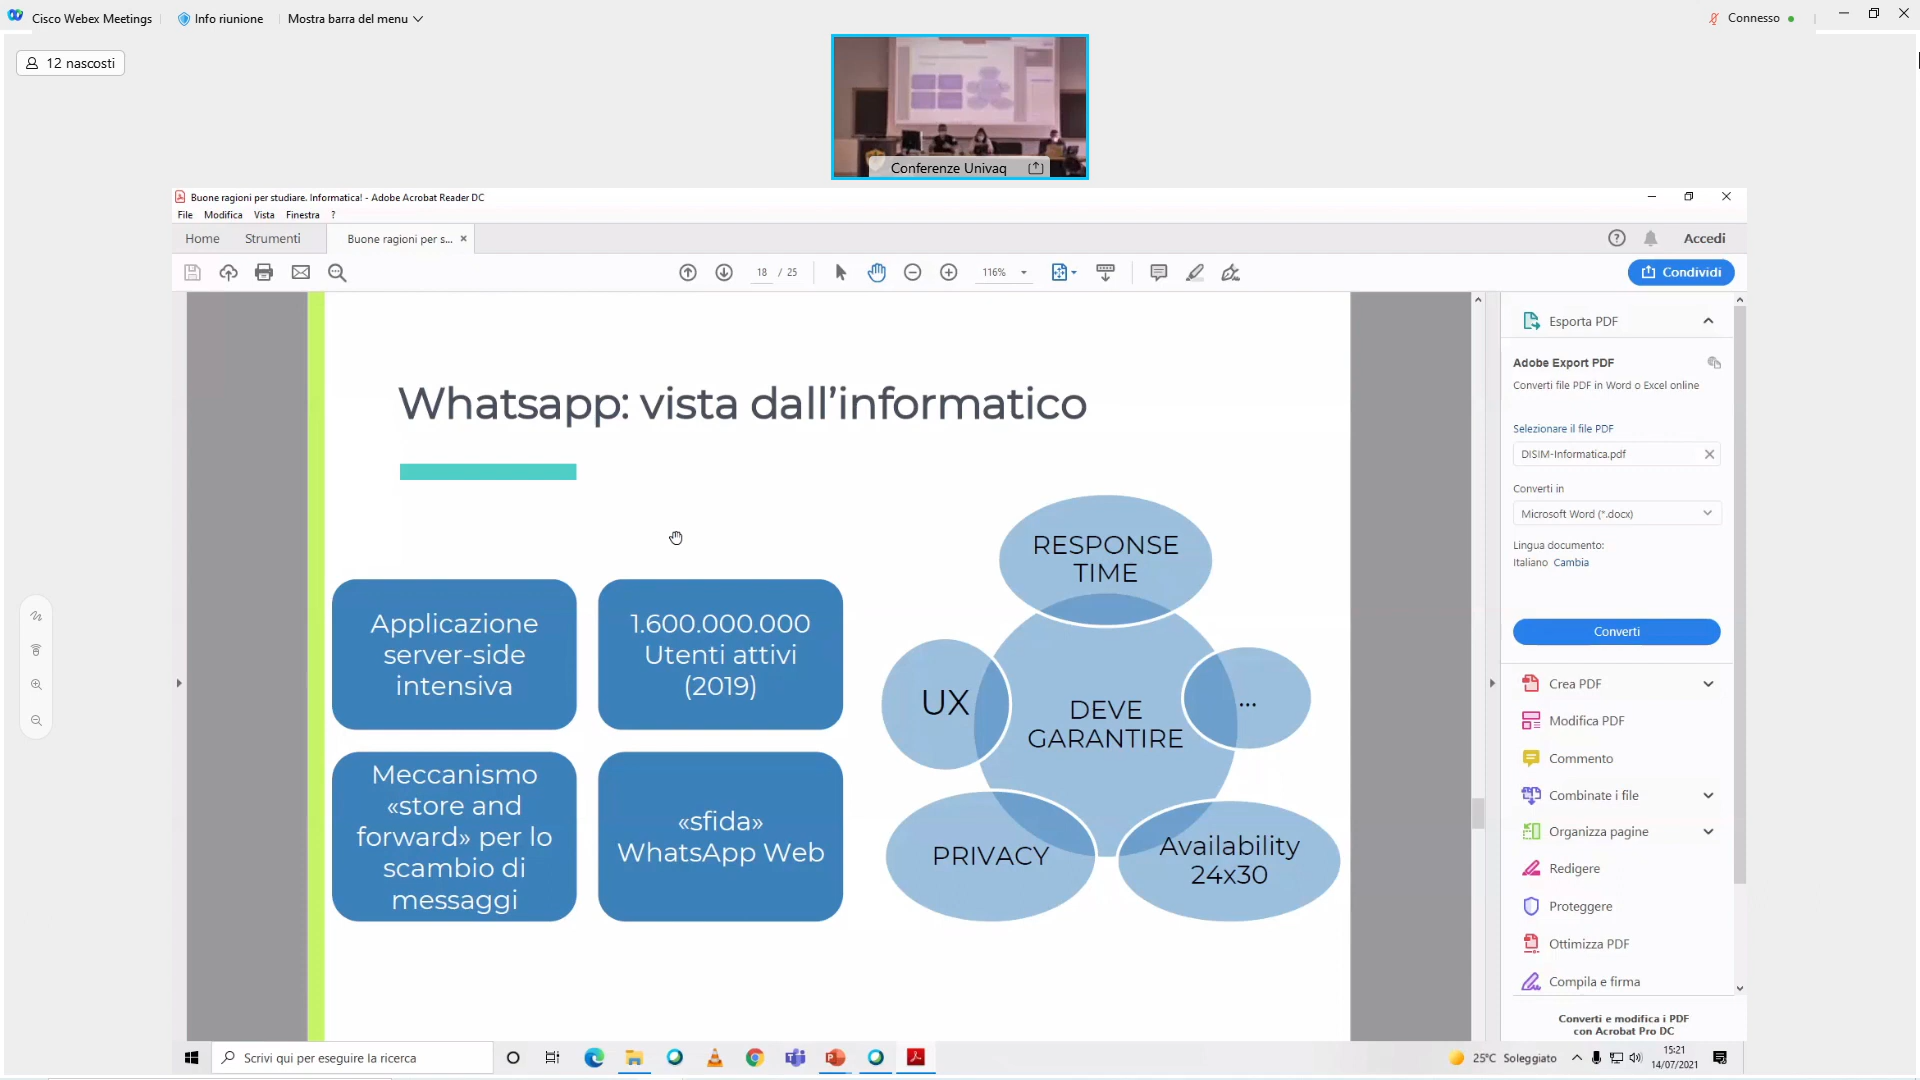 Cisco Webex Meetings
Info riunione
Mostra barra del menu
Connesso
12 nascosti
Conferenze Univaq
Buone ragioni per studiare. Informatica! - Adobe Acrobat Reader DC
File Modifica Vista Finestra ?
Home Strumenti Buone ragioni per s... Accedi
18 / 25 116% Condividi
Whatsapp: vista dall’informatico
Applicazione
server-side
intensiva
1.600.000.000
Utenti attivi
(2019)
Meccanismo
«store and
forward» per lo
scambio di
messaggi
«sfida»
WhatsApp Web
RESPONSE
TIME
UX
DEVE
GARANTIRE
...
PRIVACY
Availability
24x30
Esporta PDF
Adobe Export PDF
Converti file PDF in Word o Excel online
Selezionare il file PDF
DISIM-Informatica.pdf
Converti in
Microsoft Word (*.docx)
Lingua documento:
Italiano Cambia
Converti
Crea PDF
Modifica PDF
Commento
Combinate i file
Organizza pagine
Redigere
Proteggere
Ottimizza PDF
Compila e firma
Converti e modifica i PDF
con Acrobat Pro DC
Scrivi qui per eseguire la ricerca
25°C Soleggiato
15:21
14/07/2021